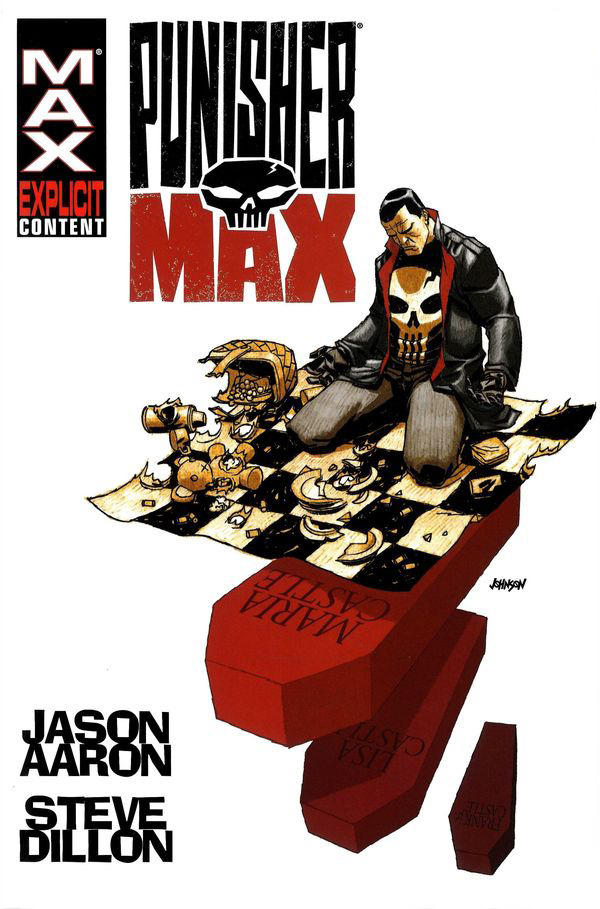 MAX
EXPLICIT
CONTENT
PUNISHER
MAX
MARIA
CASTLE
LISA
CASTLE
FRANK
CASTLE
JOHNSON
JASON
AARON
STEVE
DILLON